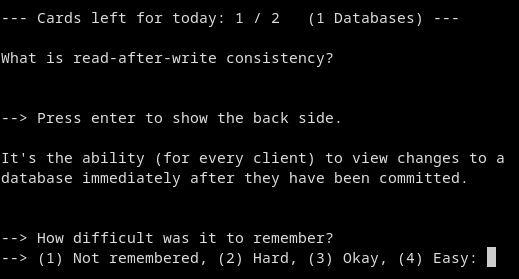 --- Cards left for today: 1 / 2   (1 Databases) ---
What is read-after-write consistency?
--> Press enter to show the back side.
It's the ability (for every client) to view changes to a
database immediately after they have been committed.
--> How difficult was it to remember?
--> (1) Not remembered, (2) Hard, (3) Okay, (4) Easy: